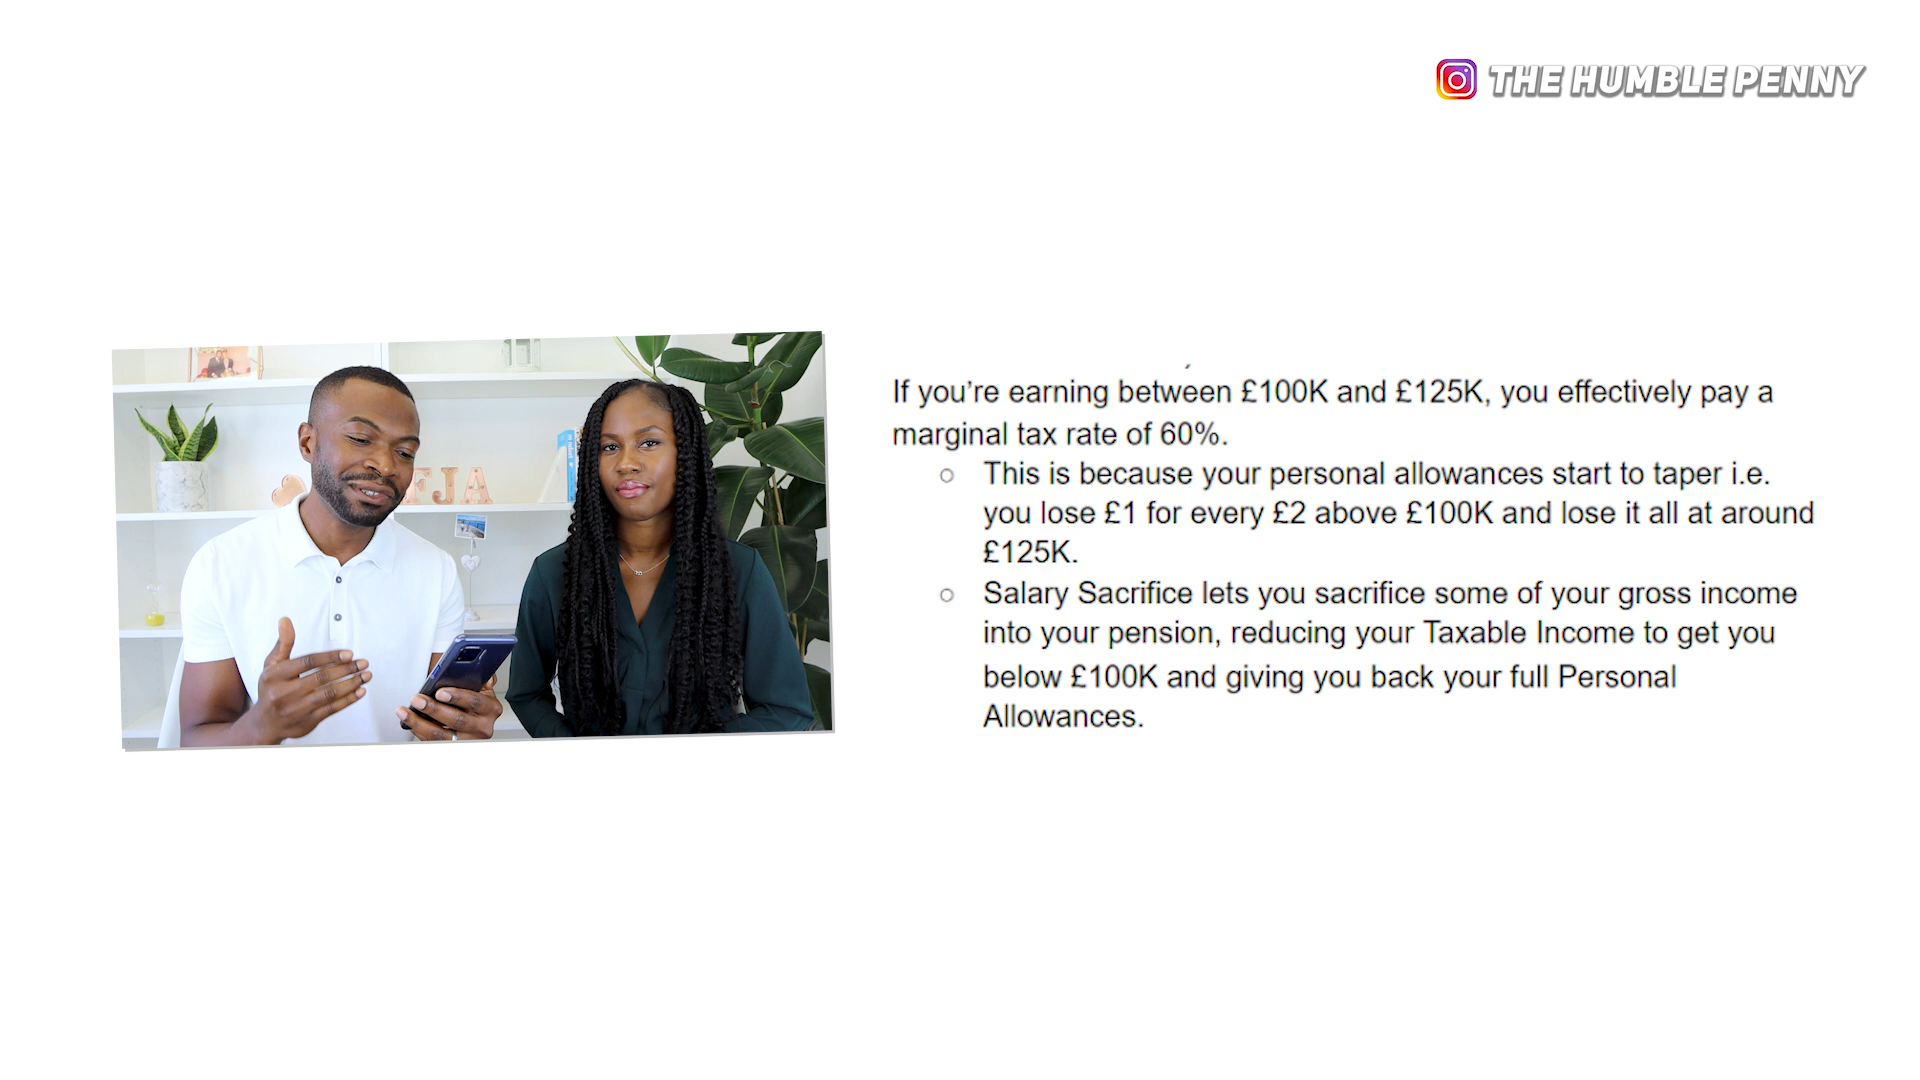 THE HUMBLE PENNY
If you’re earning between £100K and £125K, you effectively pay a
marginal tax rate of 60%.
This is because your personal allowances start to taper i.e.
you lose £1 for every £2 above £100K and lose it all at around
£125K.
Salary Sacrifice lets you sacrifice some of your gross income
into your pension, reducing your Taxable Income to get you
below £100K and giving you back your full Personal
Allowances.
FJA